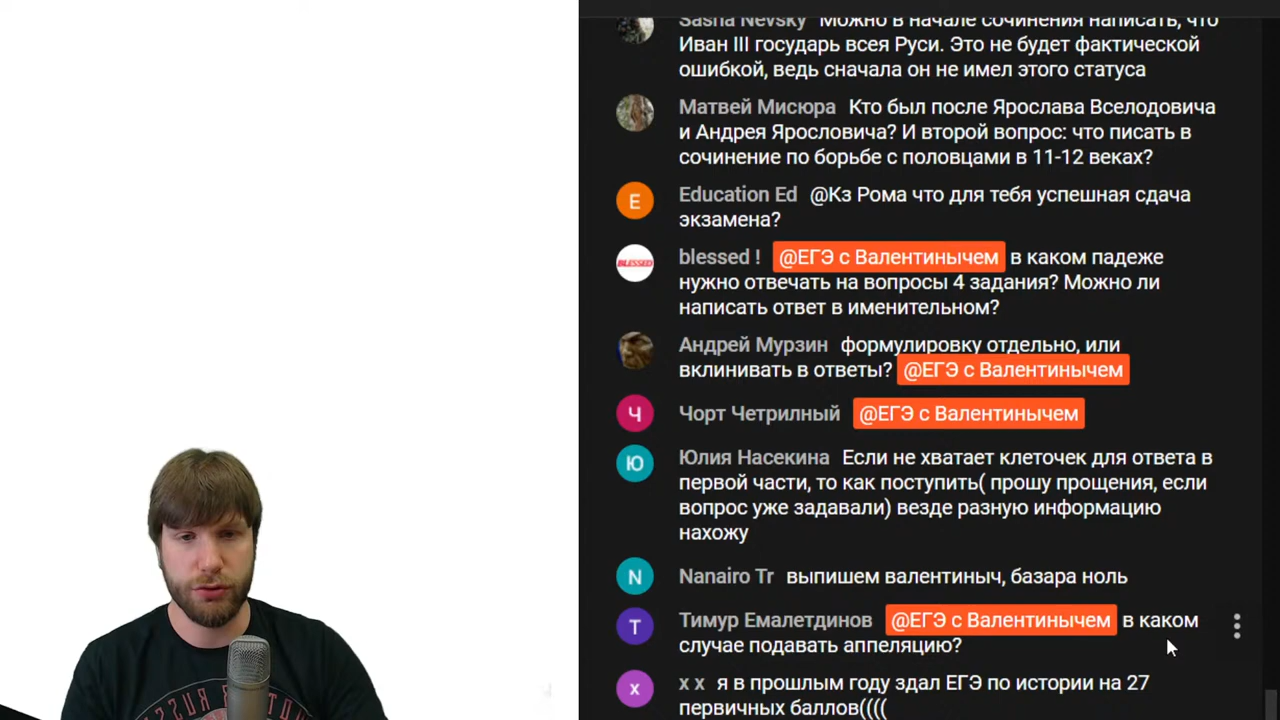 Sasha Nevsky Можно в начале сочинения написать, что
Иван III государь всея Руси. Это не будет фактической
ошибкой, ведь сначала он не имел этого статуса
Матвей Мисюра Кто был после Ярослава Вселодовича
и Андрея Ярославича? И второй вопрос: что писать в
сочинение по борьбе с половцами в 11-12 веках?
E
Education Ed @Кз Рома что для тебя успешная сдача
экзамена?
BLESSED
blessed ! @ЕГЭ с Валентинычем в каком падеже
нужно отвечать на вопросы 4 задания? Можно ли
написать ответ в именительном?
Андрей Мурзин формулировку отдельно, или
вклинивать в ответы? @ЕГЭ с Валентинычем
Ч
Чорт Четрилный @ЕГЭ с Валентинычем
Ю
Юлия Насекина Если не хватает клеточек для ответа в
первой части, то как поступить( прошу прощения, если
вопрос уже задавали) везде разную информацию
нахожу
N
Nanairo Tr выпишем валентиныч, базара ноль
Т
Тимур Емалетдинов @ЕГЭ с Валентинычем в каком
случае подавать аппеляцию?
x
x x я в прошлым году здал ЕГЭ по истории на 27
первичных баллов((((